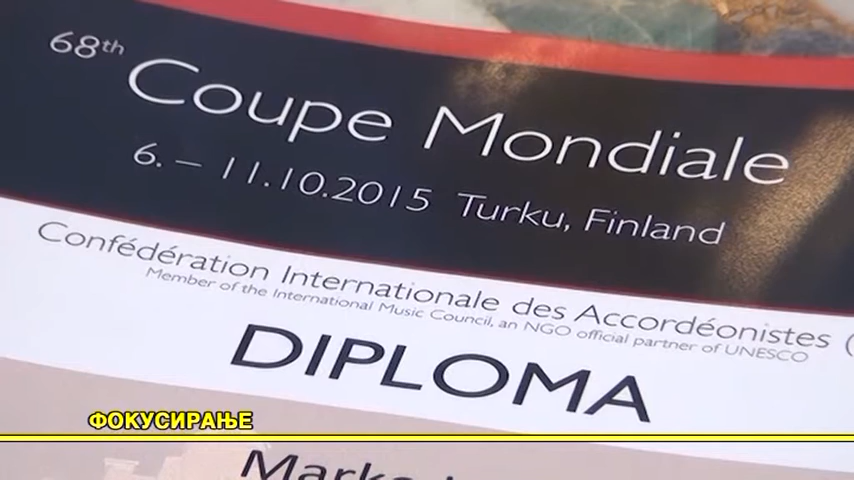 68th Coupe Mondiale
6. – 11.10.2015 Turku, Finland
Confédération Internationale des Accordéonistes (
Member of the International Music Council, an NGO official partner of UNESCO
DIPLOMA
ФОКУСИРАЊЕ